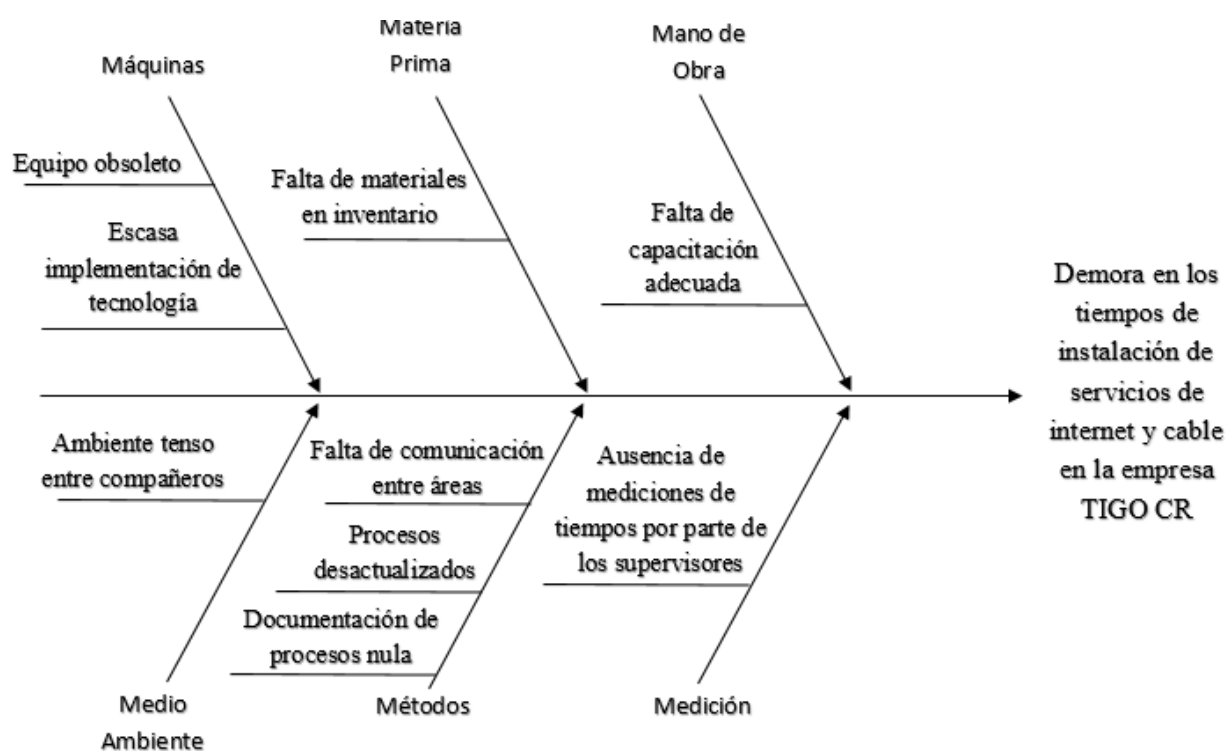 Máquinas
Materia
Prima
Mano de
Obra
Equipo obsoleto
Escasa
implementación de
tecnología
Falta de materiales
en inventario
Falta de
capacitación
adecuada
Demora en los
tiempos de
instalación de
servicios de
internet y cable
en la empresa
TIGO CR
Ambiente tenso
entre compañeros
Falta de comunicación
entre áreas
Procesos
desactualizados
Documentación de
procesos nula
Ausencia de
mediciones de
tiempos por parte de
los supervisores
Medio
Ambiente
Métodos
Medición